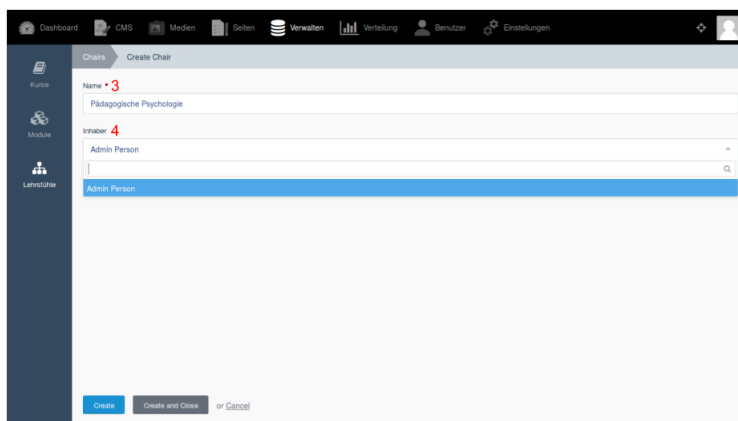 Dashboard CMS Medien Seiten Verwalten Verteilung Benutzer Einstellungen
Chairs Create Chair
Kurse
Module
Lehrstühle
Name * 3
Pädagogische Psychologie
Inhaber 4
Admin Person
Admin Person
Create Create and Close or Cancel